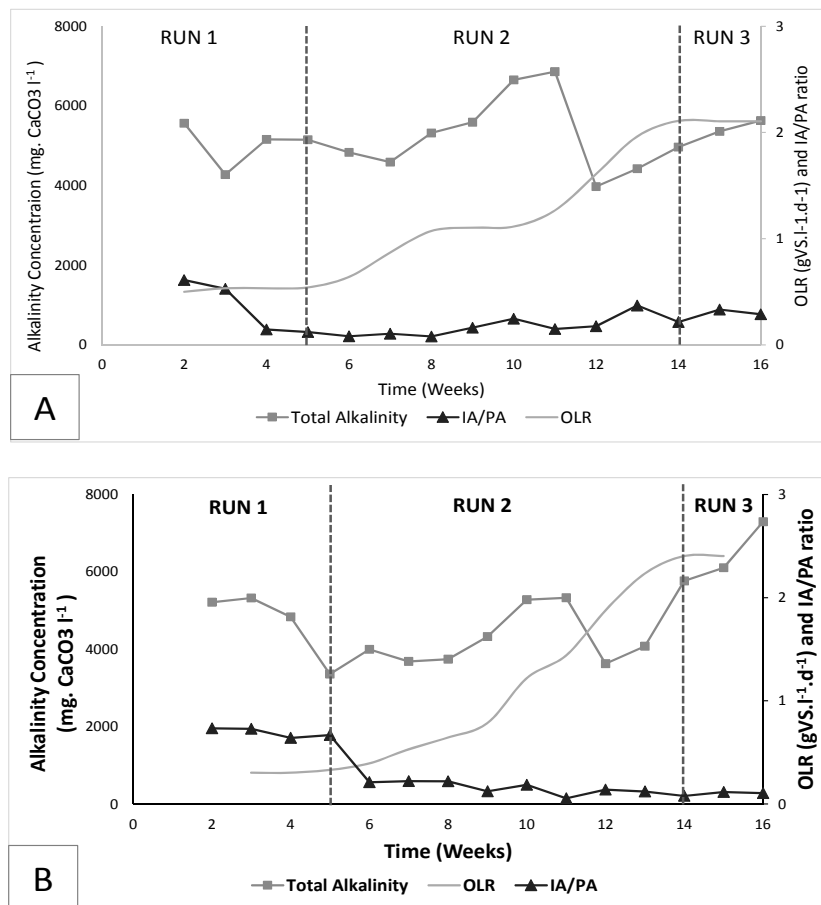 RUN 1 RUN 2 RUN 3
8000
6000
4000
2000
0
Alkalinity Concentraion (mg. CaCO3 l-1)
3
2
1
0
OLR (gVS.l-1.d-1) and IA/PA ratio
0 2 4 6 8 10 12 14 16
Time (Weeks)
A
Total Alkalinity IA/PA OLR
RUN 1 RUN 2 RUN 3
8000
6000
4000
2000
0
Alkalinity Concentration
(mg. CaCO3 l-1)
3
2
1
0
OLR (gVS.l-1.d-1) and IA/PA ratio
0 2 4 6 8 10 12 14 16
Time (Weeks)
B
Total Alkalinity OLR IA/PA